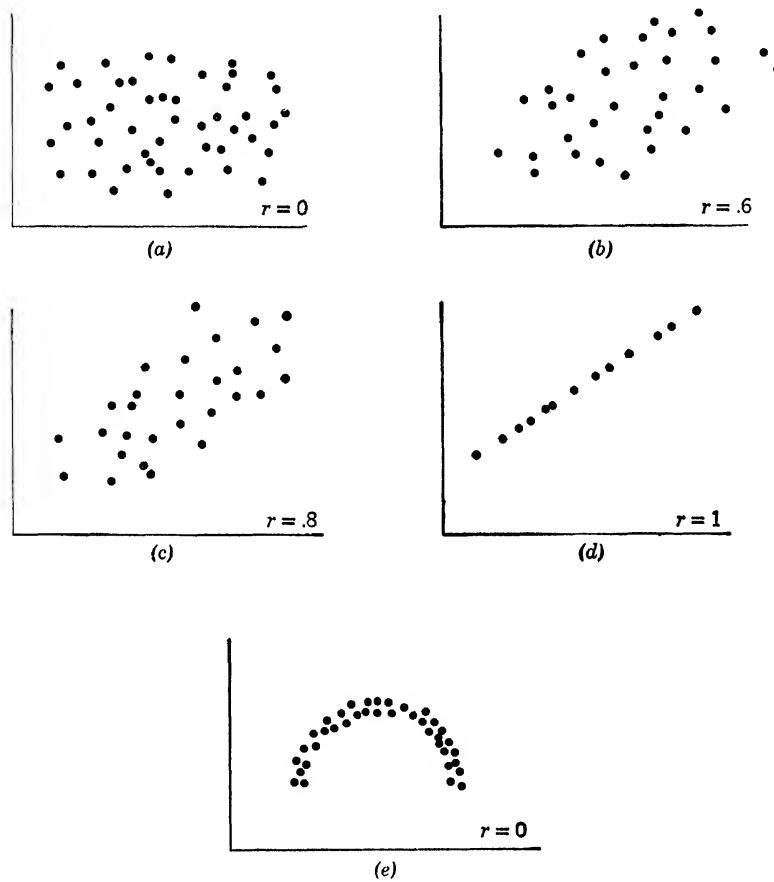 r = 0
(a)
r = .6
(b)
r = .8
(c)
r = 1
(d)
r = 0
(e)